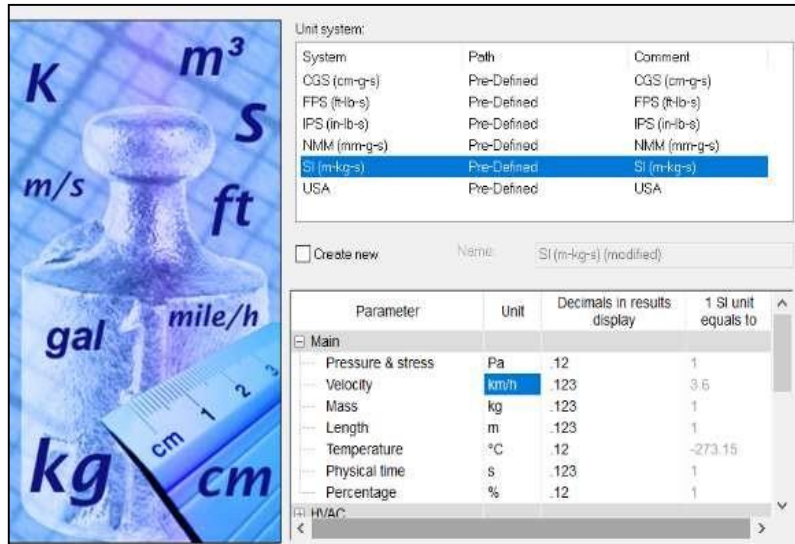 K
m³
s
m/s
ft
gal
mile/h
cm 1 2 3
kg
cm
Unit system:
System Path Comment
CGS (cm-g-s) Pre-Defined CGS (cm-g-s)
FPS (ft-lb-s) Pre-Defined FPS (ft-lb-s)
IPS (in-lb-s) Pre-Defined IPS (in-lb-s)
NMM (mm-g-s) Pre-Defined NMM (mm-g-s)
SI (m-kg-s) Pre-Defined SI (m-kg-s)
USA Pre-Defined USA
Create new Name: SI (m-kg-s) (modified)
Parameter Unit Decimals in results display 1 SI unit equals to
Main
Pressure & stress Pa .12 1
Velocity km/h .123 3.6
Mass kg .123 1
Length m .123 1
Temperature °C .12 -273.15
Physical time s .123 1
Percentage % .12 1
HVAC